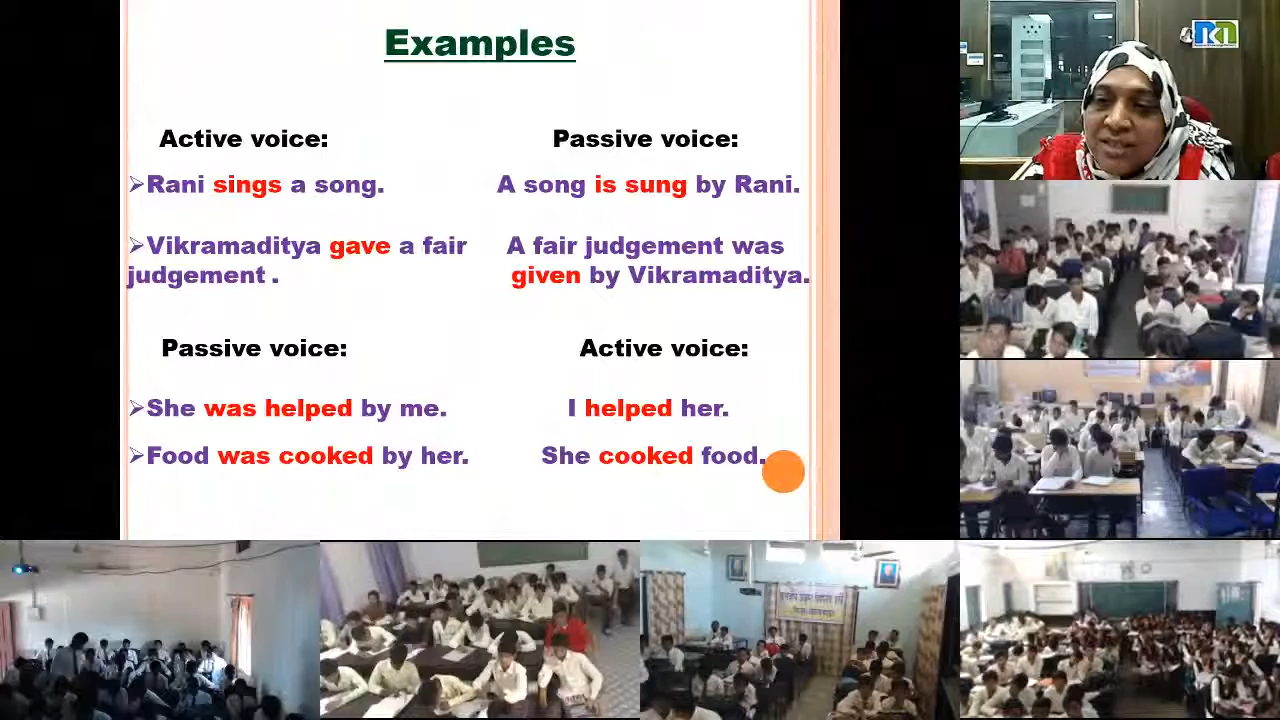 Examples
Active voice:
Passive voice:
➢Rani sings a song.
A song is sung by Rani.
➢Vikramaditya gave a fair
judgement .
A fair judgement was
given by Vikramaditya.
Passive voice:
Active voice:
➢She was helped by me.
I helped her.
➢Food was cooked by her.
She cooked food.